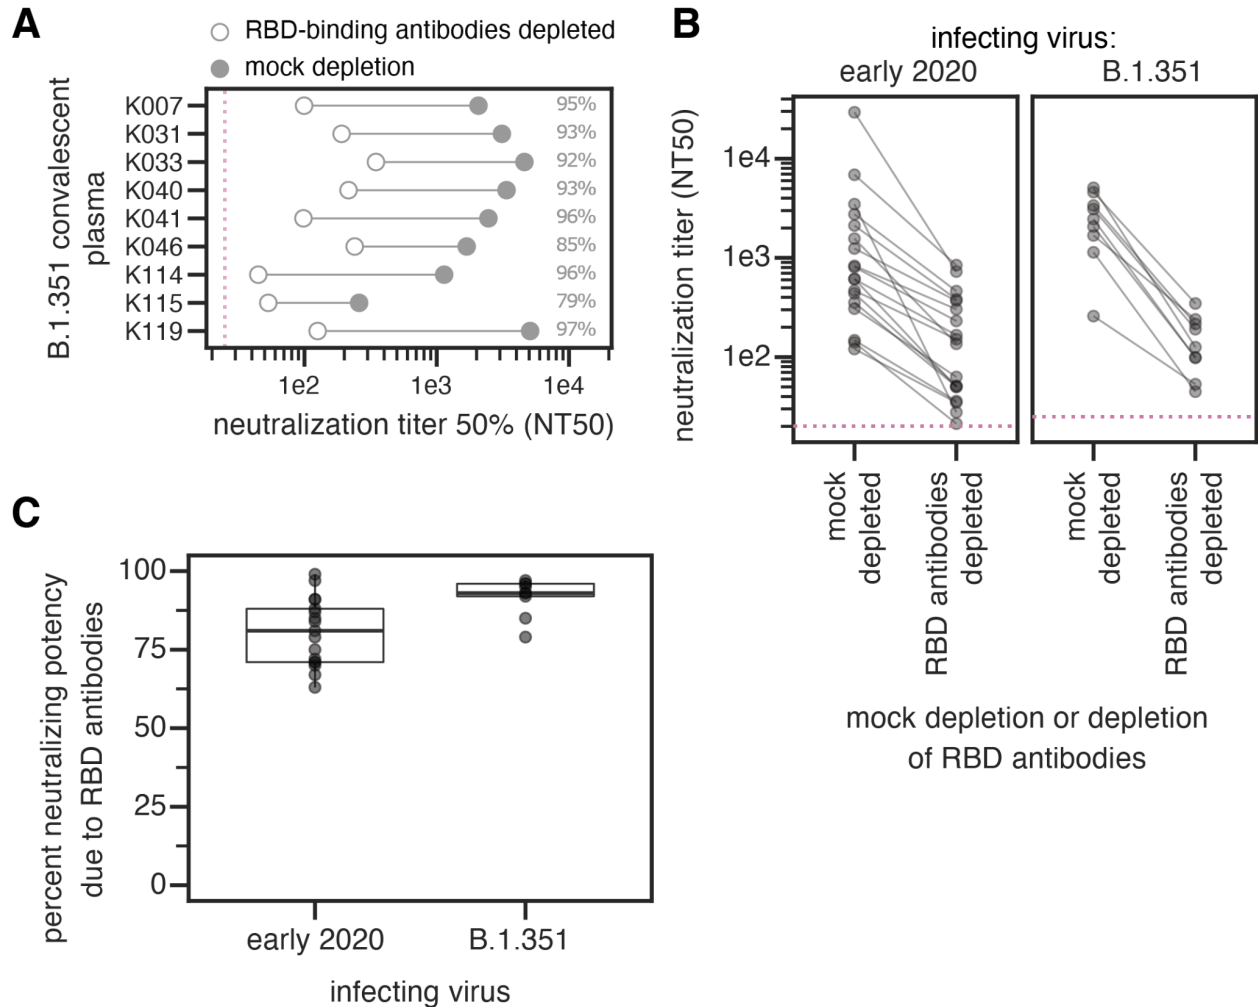 A
RBD-binding antibodies depleted
mock depletion
B.1.351 convalescent
plasma
K007
95%
K031
93%
K033
92%
K040
93%
K041
96%
K046
85%
K114
96%
K115
79%
K119
97%
1e2
1e3
1e4
neutralization titer 50% (NT50)
B
infecting virus:
early 2020
B.1.351
neutralization titer (NT50)
1e4
1e3
1e2
mock
depleted
RBD antibodies
depleted
mock
depleted
RBD antibodies
depleted
mock depletion or depletion
of RBD antibodies
C
percent neutralizing potency
due to RBD antibodies
100
75
50
25
0
early 2020
B.1.351
infecting virus